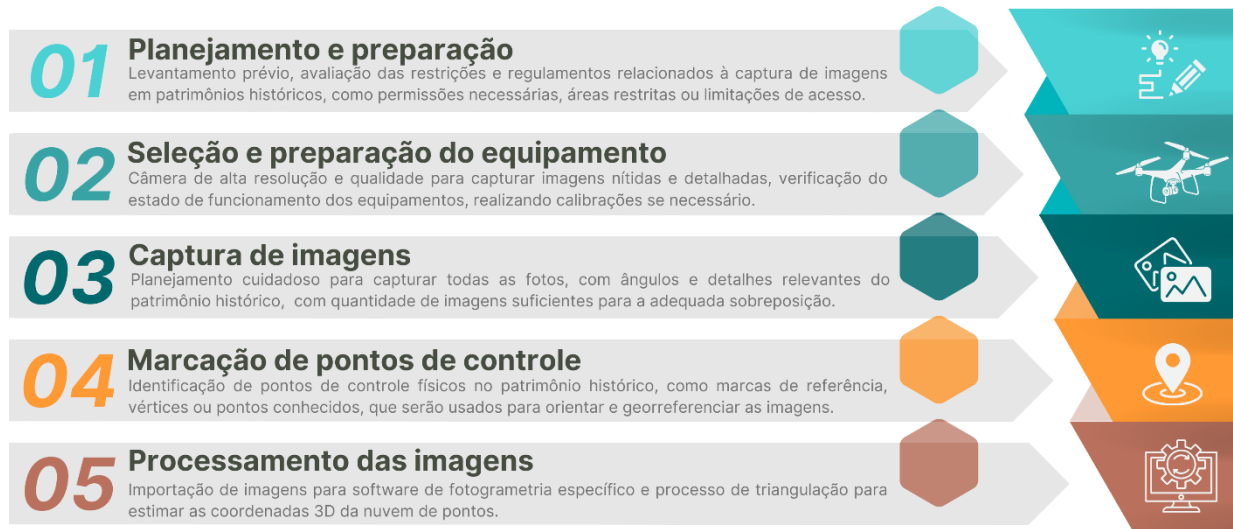 01
Planejamento e preparação
Levantamento prévio, avaliação das restrições e regulamentos relacionados à captura de imagens
em patrimônios históricos, como permissões necessárias, áreas restritas ou limitações de acesso.
02
Seleção e preparação do equipamento
Câmera de alta resolução e qualidade para capturar imagens nítidas e detalhadas, verificação do
estado de funcionamento dos equipamentos, realizando calibrações se necessário.
03
Captura de imagens
Planejamento cuidadoso para capturar todas as fotos, com ângulos e detalhes relevantes do
patrimônio histórico, com quantidade de imagens suficientes para a adequada sobreposição.
04
Marcação de pontos de controle
Identificação de pontos de controle físicos no patrimônio histórico, como marcas de referência,
vértices ou pontos conhecidos, que serão usados para orientar e georreferenciar as imagens.
05
Processamento das imagens
Importação de imagens para software de fotogrametria específico e processo de triangulação para
estimar as coordenadas 3D da nuvem de pontos.